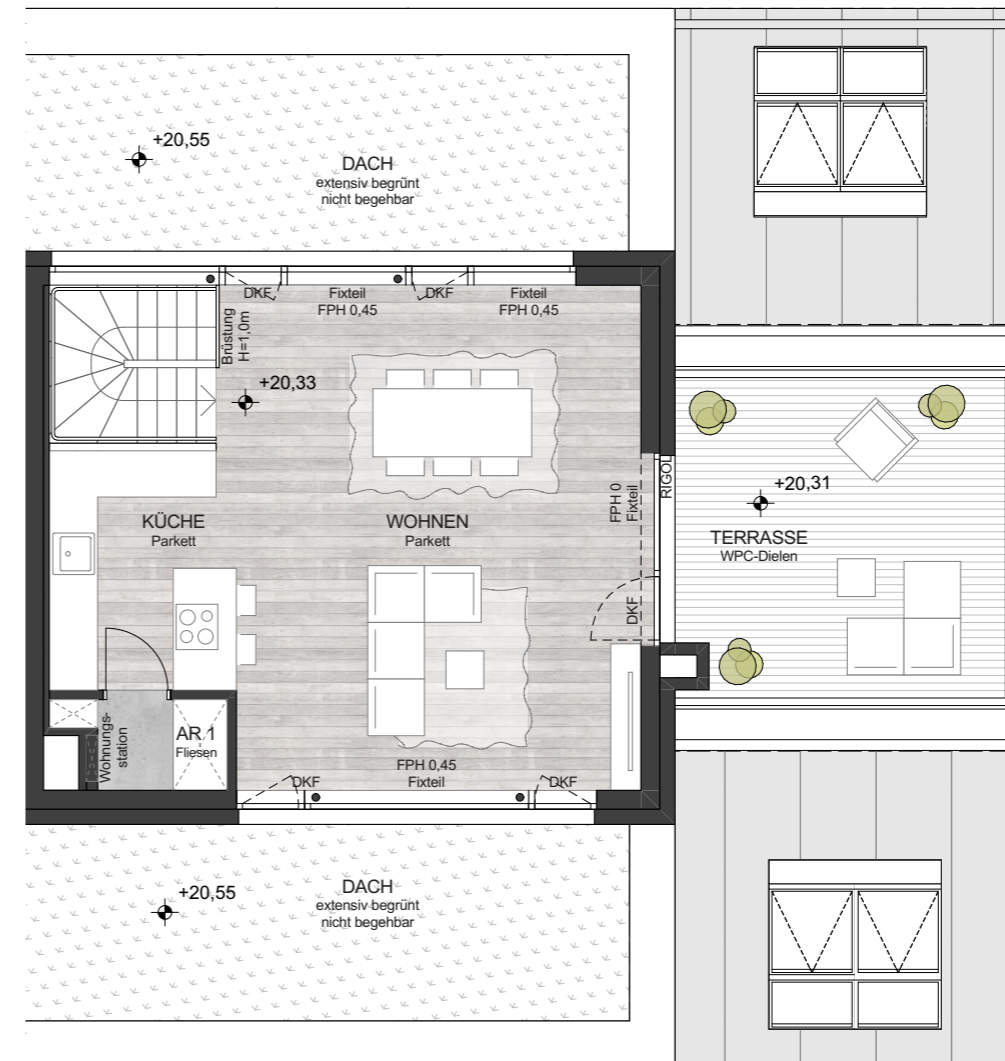 +20,55
DACH
extensiv begrünt
nicht begehbar
DKF
Fixteil
FPH 0,45
DKF
Fixteil
FPH 0,45
Brüstung
H=1,0m
+20,33
KÜCHE
Parkett
WOHNEN
Parkett
FPH 0
Fixteil
RIGOL
DKF
+20,31
TERRASSE
WPC-Dielen
Wohnungs-
station
AR 1
Fliesen
DKF
FPH 0,45
Fixteil
DKF
+20,55
DACH
extensiv begrünt
nicht begehbar